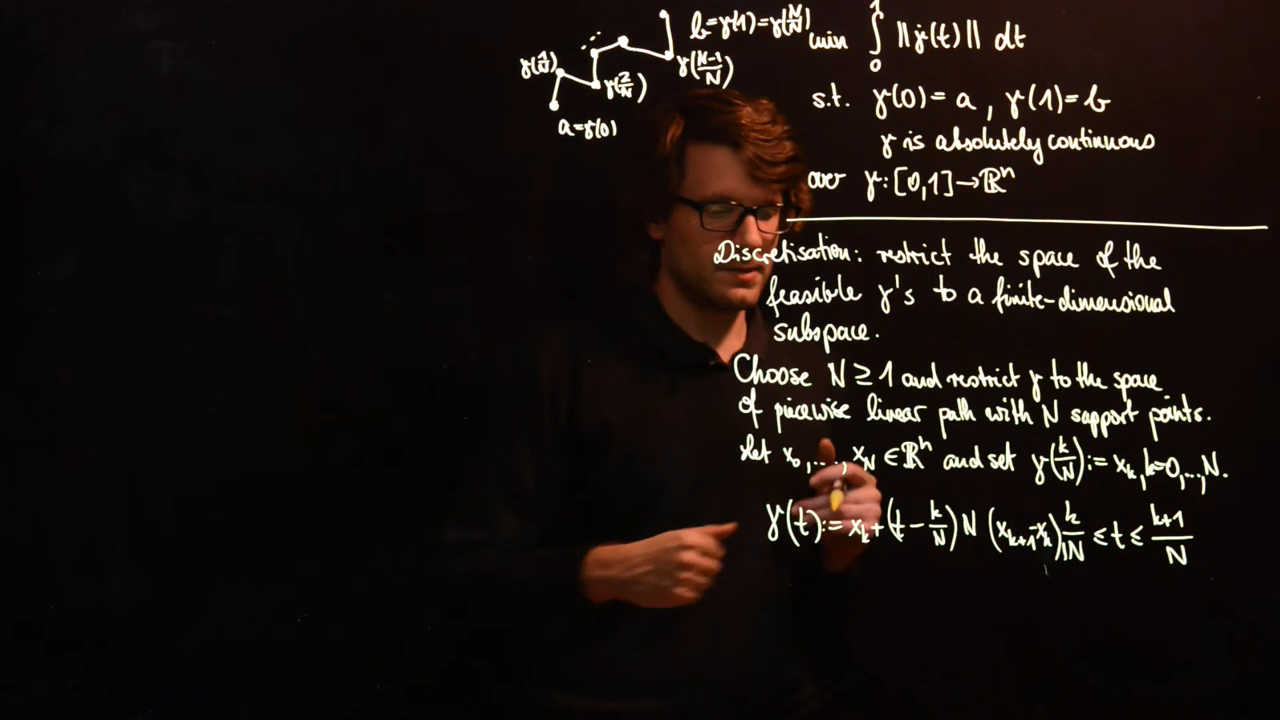 b=γ(1)=γ(N/N)
γ(1/N)
γ(2/N)
γ(N-1/N)
a=γ(0)
min ∫₀¹ ||γ̇(t)|| dt
s.t. γ(0)=a, γ(1)=b
γ is absolutely continuous
over γ:[0,1]→ℝⁿ
Discretisation: restrict the space of the
feasible γ's to a finite-dimensional
subspace.
Choose N≥1 and restrict γ to the space
of piecewise linear path with N support points.
Let x₀,...,x_N ∈ℝⁿ and set γ(k/N):=x_k, k=0,...,N.
γ(t):= x_k+(t-k/N)N (x_{k+1}-x_k) k/N ≤ t ≤ k+1/N